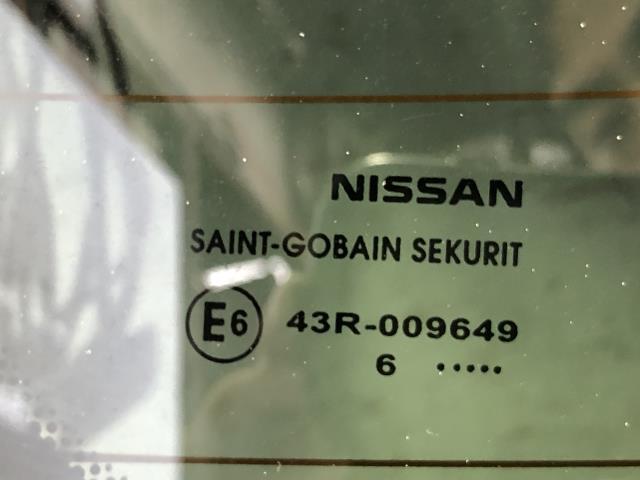 NISSAN
SAINT-GOBAIN SEKURIT
E6 43R-009649
6 .....